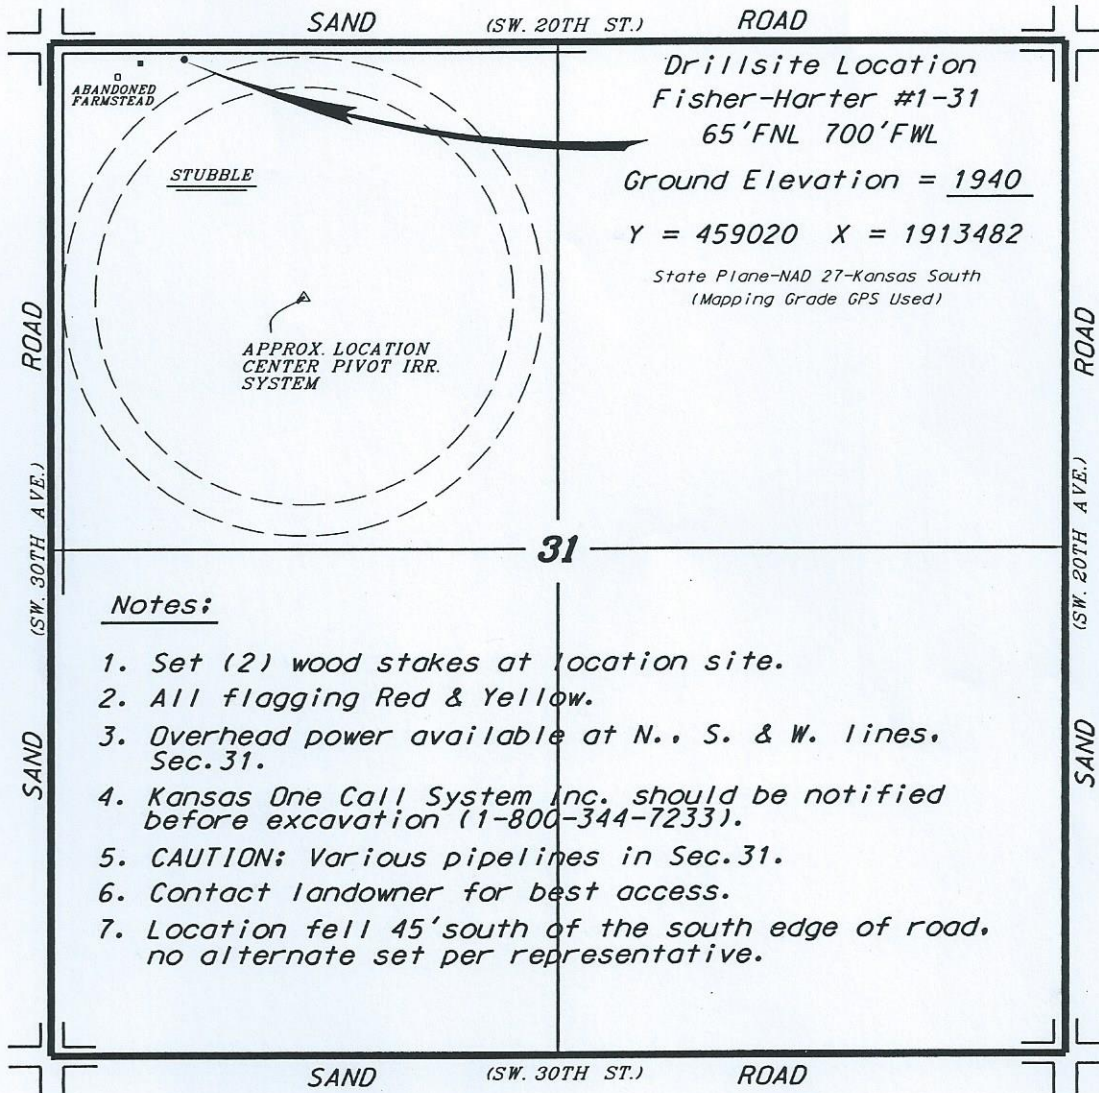 SAND (SW. 20TH ST.) ROAD
Drillsite Location
Fisher-Harter #1-31
65'FNL 700'FWL
Ground Elevation = 1940
Y = 459020 X = 1913482
State Plane-NAD 27-Kansas South
(Mapping Grade GPS Used)
ABANDONED
FARMSTEAD
STUBBLE
APPROX. LOCATION
CENTER PIVOT IRR.
SYSTEM
SAND (SW. 30TH AVE.) ROAD
SAND (SW. 20TH AVE.) ROAD
31
Notes:
1. Set (2) wood stakes at location site.
2. All flagging Red & Yellow.
3. Overhead power available at N., S. & W. lines,
Sec.31.
4. Kansas One Call System Inc. should be notified
before excavation (1-800-344-7233).
5. CAUTION: Various pipelines in Sec.31.
6. Contact landowner for best access.
7. Location fell 45'south of the south edge of road,
no alternate set per representative.
SAND (SW. 30TH ST.) ROAD